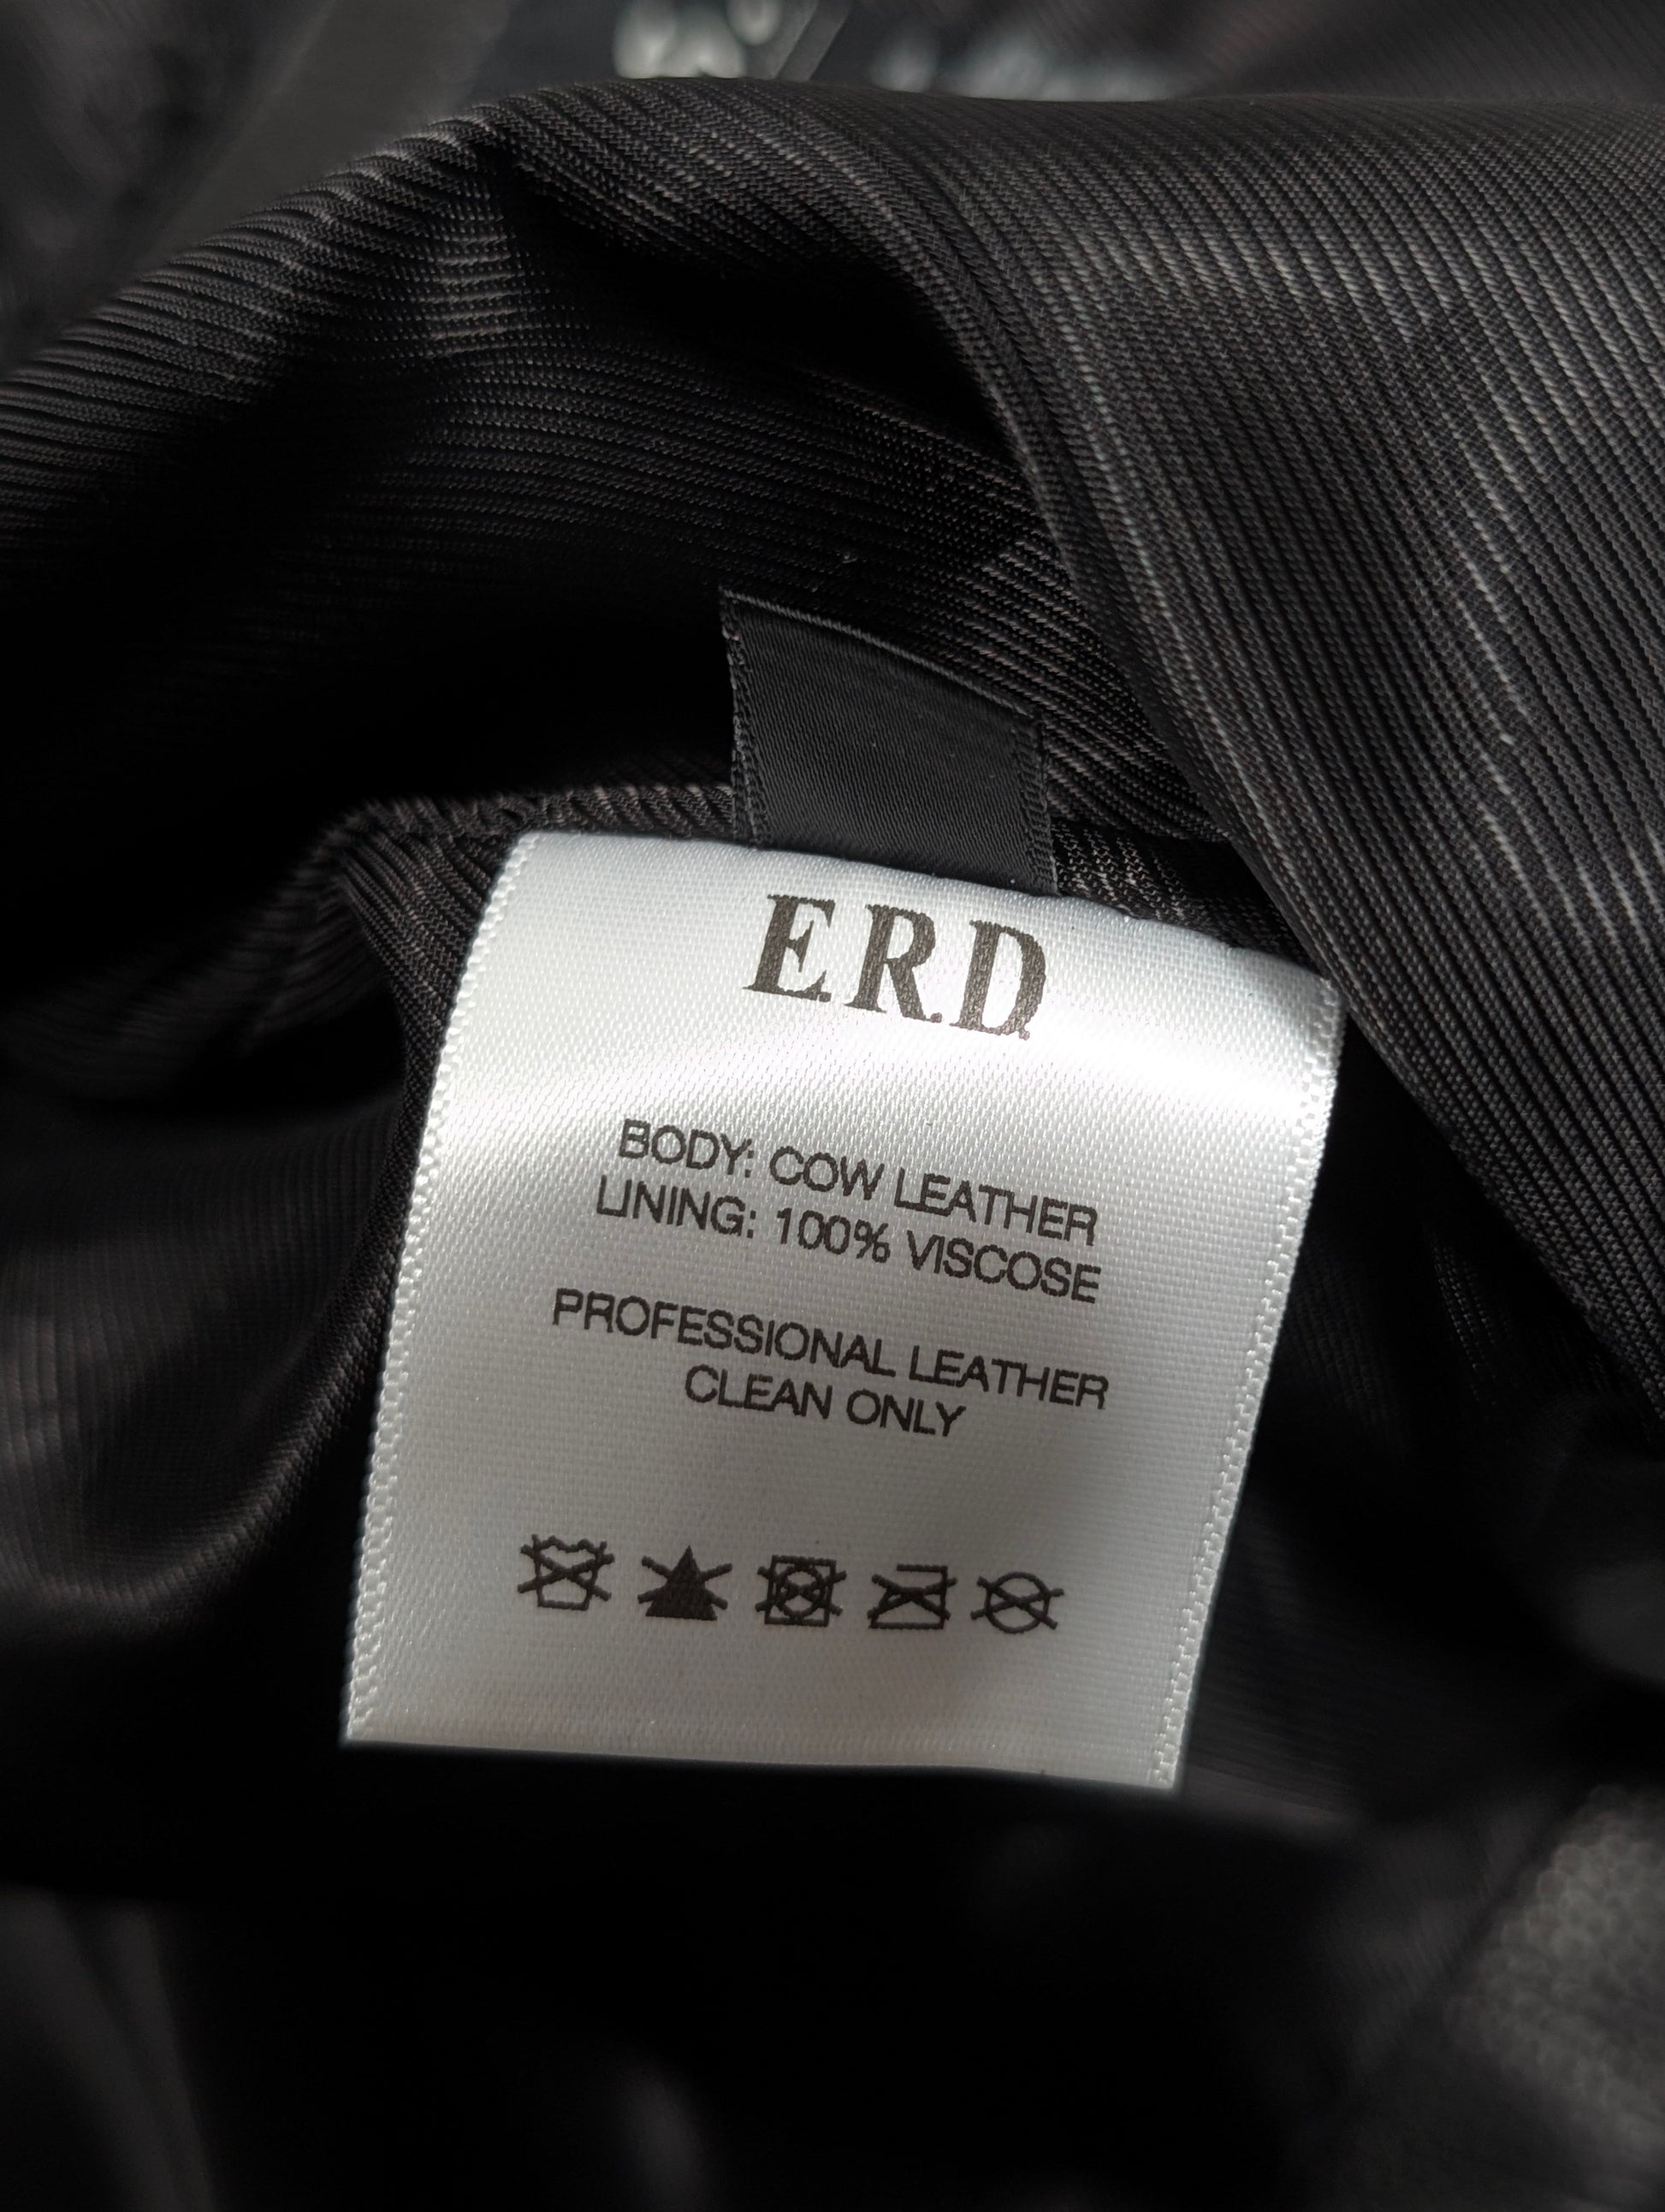 E.R.D.
BODY: COW LEATHER
LINING: 100% VISCOSE
PROFESSIONAL LEATHER
CLEAN ONLY